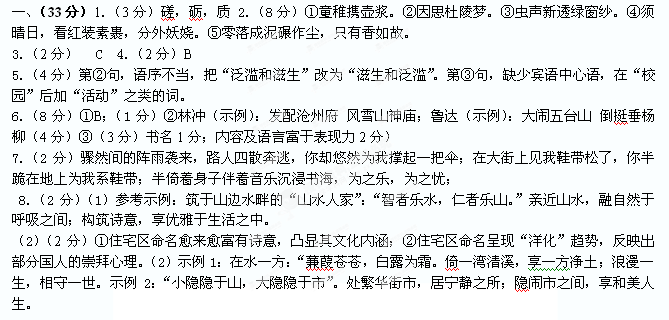 一、(33分) 1.(3分)磋，砺，质 2.(8分)①童稚携壶浆。②因思杜陵梦。③虫声新透绿窗纱。④须
晴日，看红装素裹，分外妖娆。⑤零落成泥碾作尘，只有香如故。
3.(2分)　C　4.(2分)B
5.(4分)第②句，语序不当，把“泛滥和滋生”改为“滋生和泛滥”。第③句，缺少宾语中心语，在“校
园”后加“活动”之类的词。
6.(8分)①B;(1分)②林冲(示例)：发配沧州府 风雪山神庙；鲁达(示例)：大闹五台山 倒拔垂杨
柳(4分)③(3分)书名1分；内容及语言富于表现力2分)
7.(2分)骤然间的阵雨袭来，路人四散奔逃，你却悠然为我撑起一把伞；在大街上见我鞋带松了，你半
跪在地上为我系鞋带；半倚着身子伴着音乐沉浸书海，为之乐，为之忧；
8.(2分)(1)参考示例：筑于山边水畔的“山水人家”：“智者乐水，仁者乐山。”亲近山水，融自然于
呼吸之间；构筑诗意，享优雅于生活之中。
(2)(2分)①住宅区命名愈来愈富有诗意，凸显其文化内涵；②住宅区命名呈现“洋化”趋势，反映出
部分国人的崇拜心理。(2)示例1：在水一方：“蒹葭苍苍，白露为霜。倚一湾清溪，享一方净土；浪漫一
生，相守一世。示例2：“小隐隐于山，大隐隐于市”。处繁华街市，居宁静之所；隐闹市之间，享和美人
生。